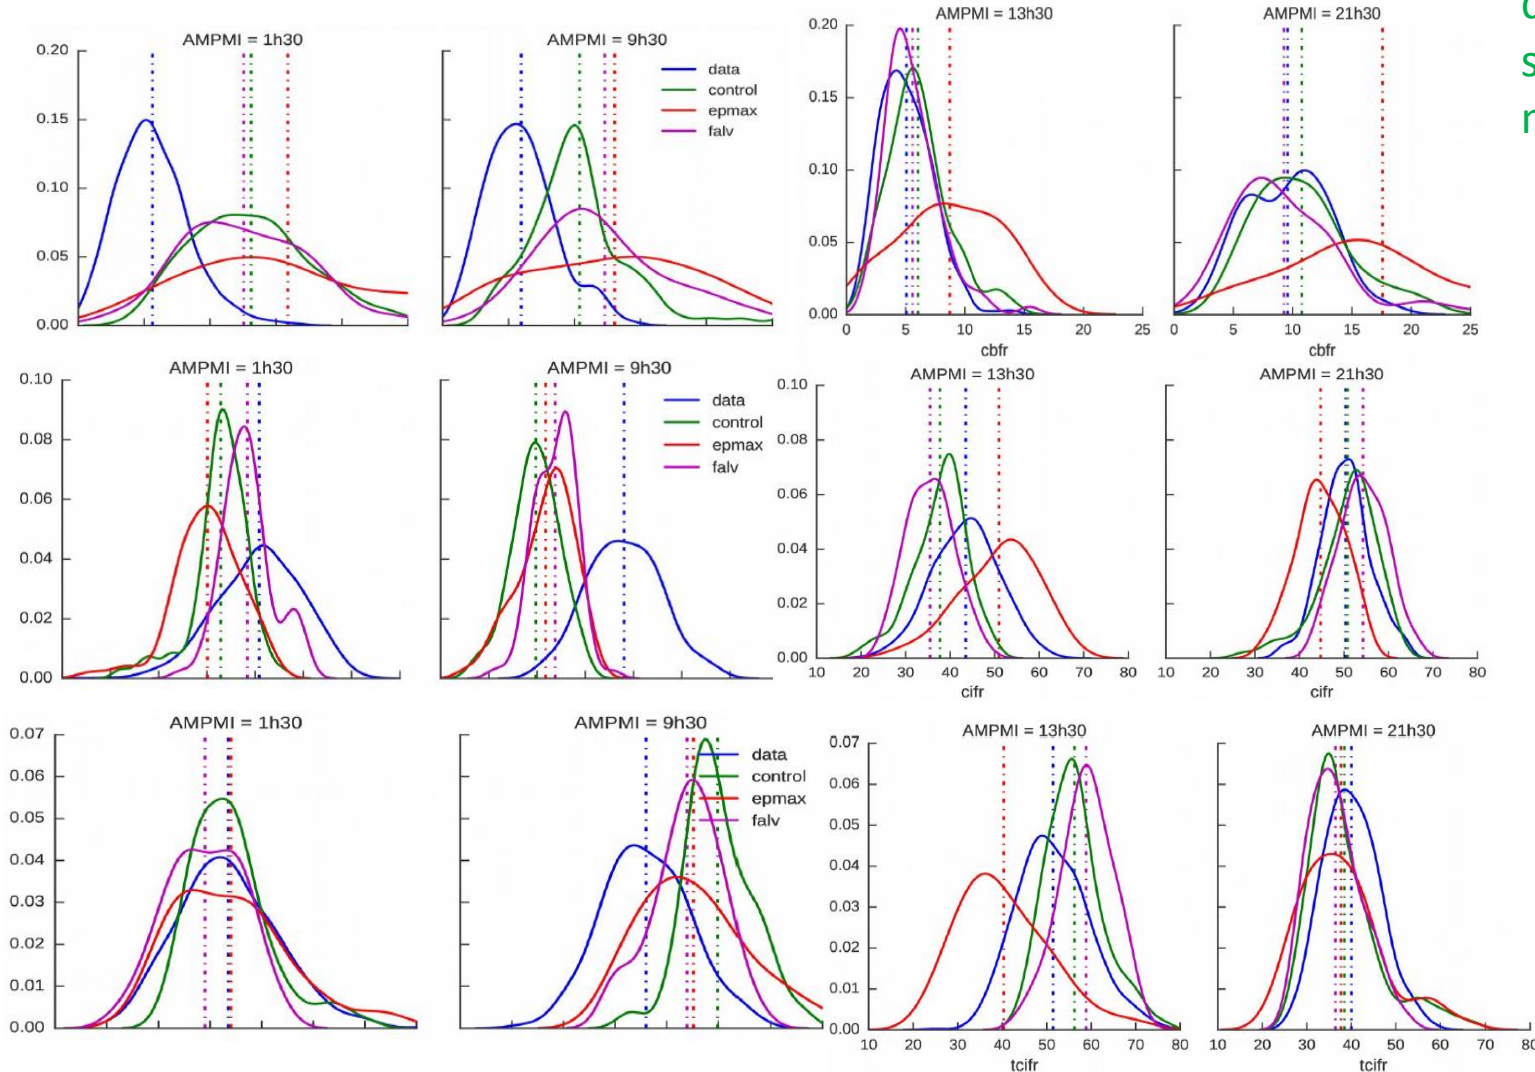 AMPMI = 1h30
AMPMI = 9h30
AMPMI = 13h30
AMPMI = 21h30
0.20
0.15
0.10
0.05
0.00
data
control
epmax
falv
0.20
0.15
0.10
0.05
0.00
0 5 10 15 20 25
cbfr
0 5 10 15 20 25
cbfr
s
AMPMI = 1h30
AMPMI = 9h30
AMPMI = 13h30
AMPMI = 21h30
0.10
0.08
0.06
0.04
0.02
0.00
data
control
epmax
falv
0.10
0.08
0.06
0.04
0.02
0.00
10 20 30 40 50 60 70 80
cifr
10 20 30 40 50 60 70 80
cifr
AMPMI = 1h30
AMPMI = 9h30
AMPMI = 13h30
AMPMI = 21h30
0.07
0.06
0.05
0.04
0.03
0.02
0.01
0.00
data
control
epmax
falv
0.07
0.06
0.05
0.04
0.03
0.02
0.01
0.00
10 20 30 40 50 60 70 80
tcifr
10 20 30 40 50 60 70 80
tcifr